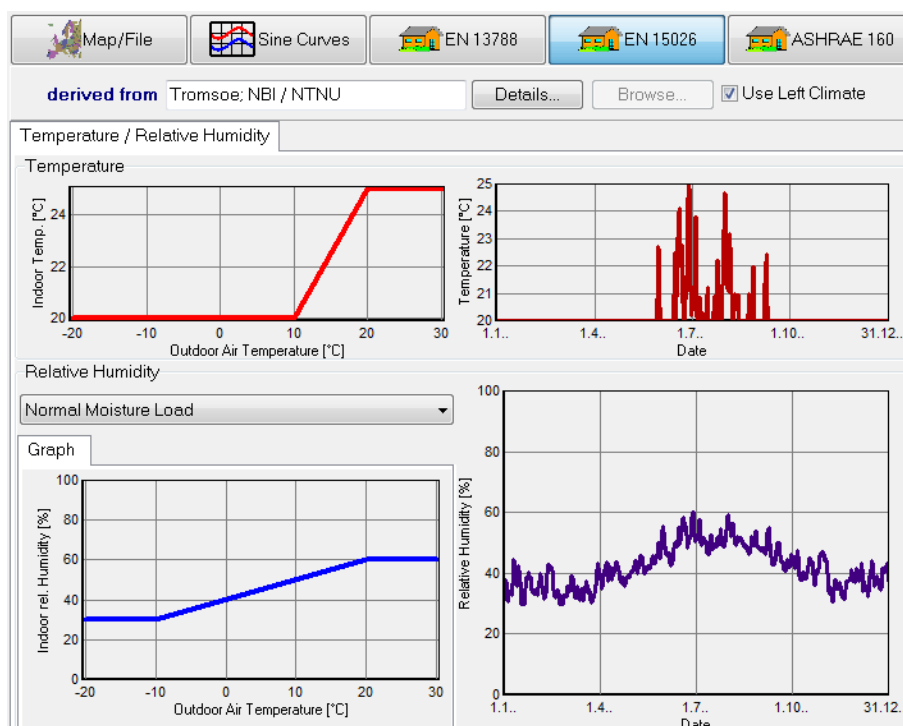 Map/File Sine Curves EN 13788 EN 15026 ASHRAE 160
derived from Tromsoe; NBI / NTNU Details... Browse... Use Left Climate
Temperature / Relative Humidity
Temperature
Indoor Temp. [°C]
24
22
20
-20 -10 0 10 20 30
Outdoor Air Temperature [°C]
Temperature [°C]
25
24
23
22
21
20
1.1.. 1.4.. 1.7.. 1.10.. 31.12..
Date
Relative Humidity
Normal Moisture Load
Graph
Indoor rel. Humidity [%]
100
80
60
40
20
0
-20 -10 0 10 20 30
Outdoor Air Temperature [°C]
Relative Humidity [%]
100
80
60
40
20
0
1.1.. 1.4.. 1.7.. 1.10.. 31.12..
Date